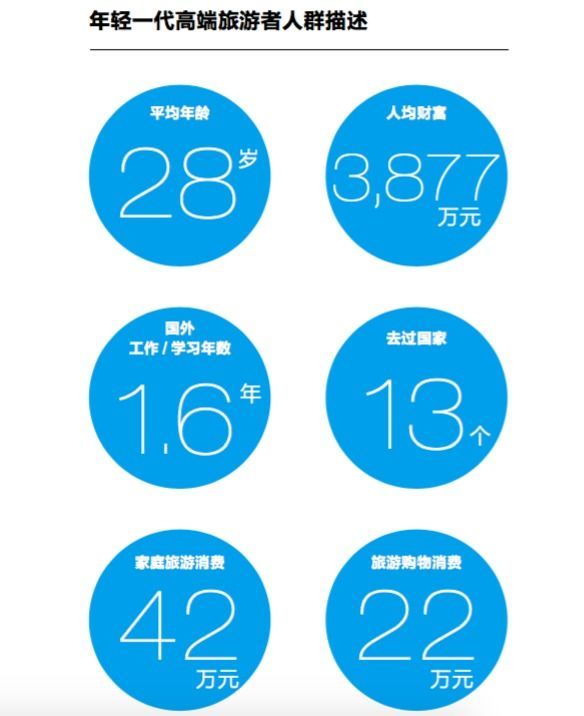 年轻一代高端旅游者人群描述
平均年龄
28岁
人均财富
3,877
万元
国外
工作/学习年数
1.6年
去过国家
13个
家庭旅游消费
42
万元
旅游购物消费
22
万元